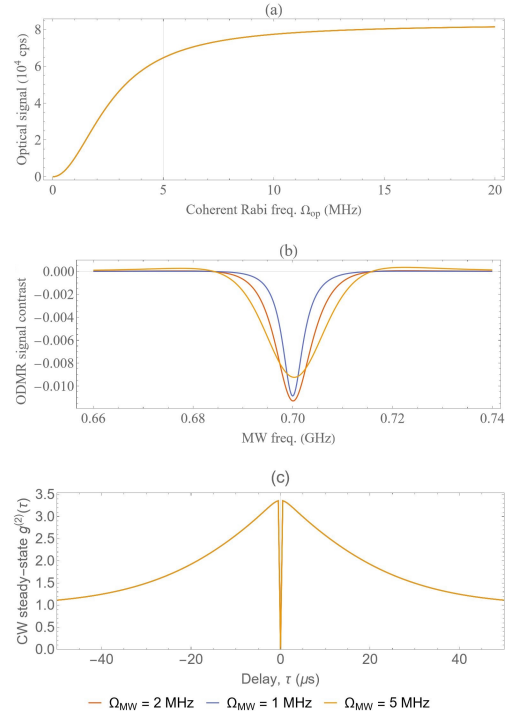 (a)
Optical signal (10⁴ cps)
8
6
4
2
0
0 5 10 15 20
Coherent Rabi freq. Ω_op (MHz)
(b)
ODMR signal contrast
0.000
−0.002
−0.004
−0.006
−0.008
−0.010
0.66 0.68 0.70 0.72 0.74
MW freq. (GHz)
(c)
CW steady−state g⁽²⁾(τ)
3.5
3.0
2.5
2.0
1.5
1.0
0.5
0.0
−40 −20 0 20 40
Delay, τ (μs)
Ω_MW = 2 MHz Ω_MW = 1 MHz Ω_MW = 5 MHz